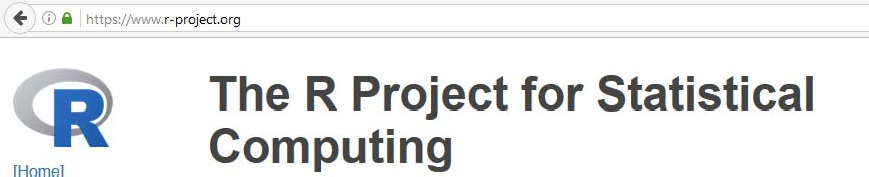 https://www.r-project.org
R
The R Project for Statistical
Computing
[Home]